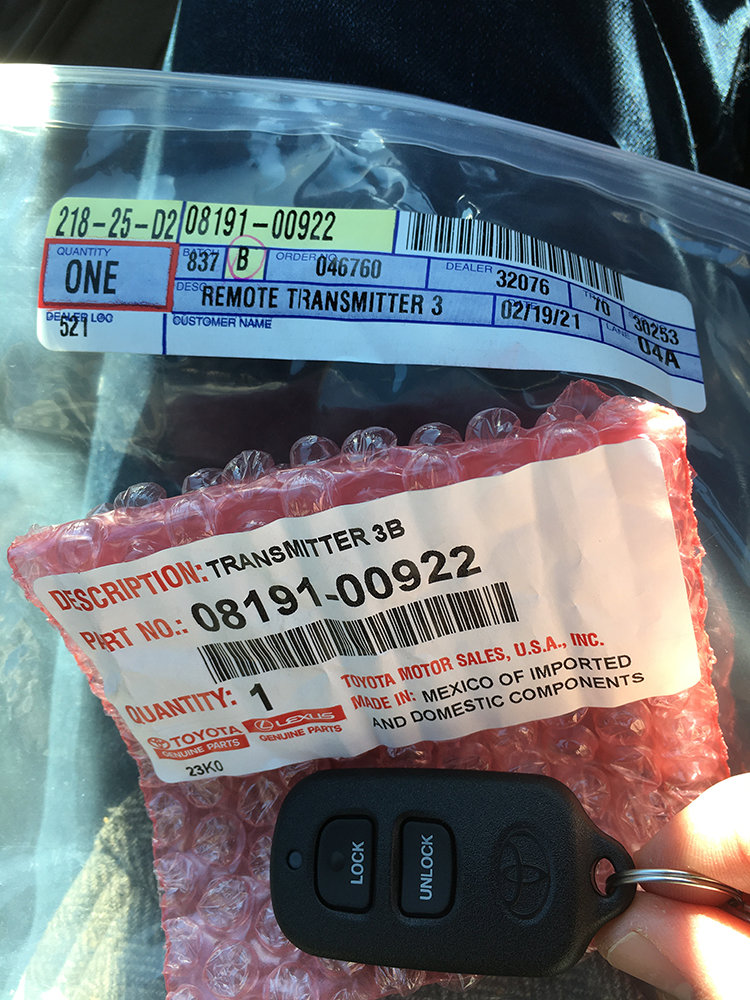 218-25-D2 08191-00922
QUANTITY BATCH ORDER NO DEALER
ONE 837 B 046760 32076 70 30253
DESC REMOTE TRANSMITTER 3 02/19/21 LANE 04A
DEALER LOC CUSTOMER NAME
521
DESCRIPTION: TRANSMITTER 3B
PART NO.: 08191-00922
QUANTITY: 1
TOYOTA MOTOR SALES, U.S.A., INC.
MADE IN: MEXICO OF IMPORTED
AND DOMESTIC COMPONENTS
TOYOTA
GENUINE PARTS
LEXUS
GENUINE PARTS
23K0
LOCK
UNLOCK